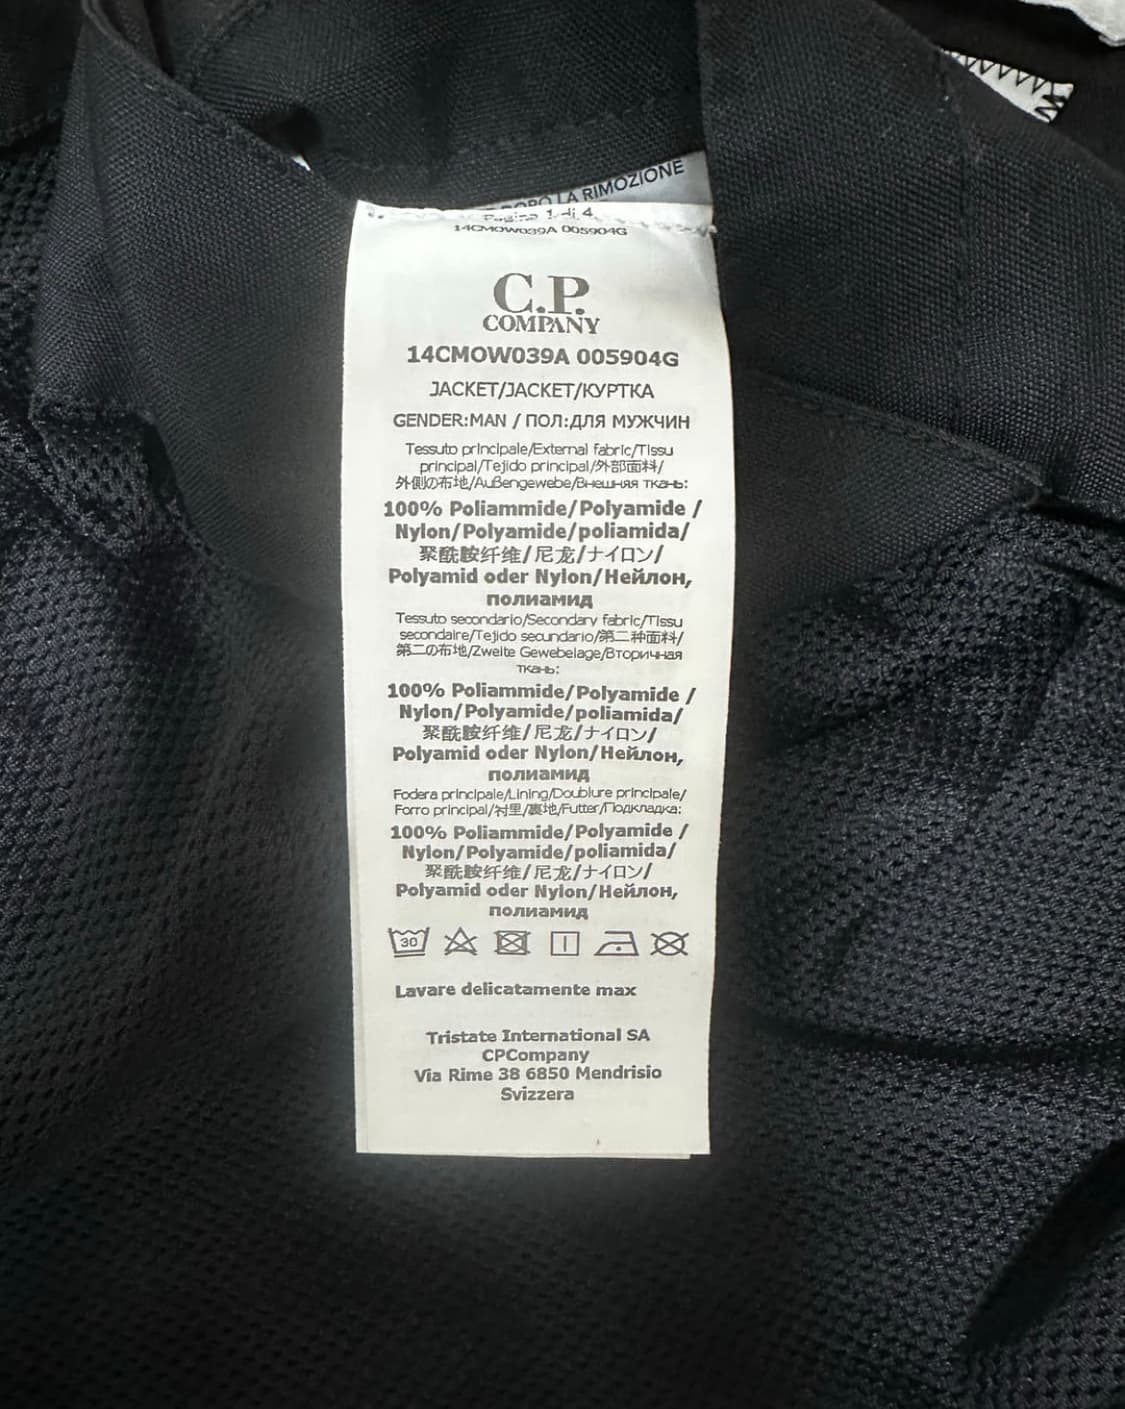 DOPO LA RIMOZIONE
Pagina 1 di 4
14CMOW039A 005904G
C.P.
COMPANY
14CMOW039A 005904G
JACKET/JACKET/КУРТКА
GENDER:MAN / ПОЛ:ДЛЯ МУЖЧИН
Tessuto principale/External fabric/Tissu
principal/Tejido principal/外部面料/
外側の布地/Außengewebe/Внешняя ткань:
100% Poliammide/Polyamide /
Nylon/Polyamide/poliamida/
聚酰胺纤维/尼龙/ナイロン/
Polyamid oder Nylon/Нейлон,
полиамид
Tessuto secondario/Secondary fabric/Tissu
secondaire/Tejido secundario/第二种面料/
第二の布地/Zweite Gewebelage/Вторичная
ткань:
100% Poliammide/Polyamide /
Nylon/Polyamide/poliamida/
聚酰胺纤维/尼龙/ナイロン/
Polyamid oder Nylon/Нейлон,
полиамид
Fodera principale/Lining/Doublure principale/
Forro principal/衬里/裏地/Futter/Подкладка:
100% Poliammide/Polyamide /
Nylon/Polyamide/poliamida/
聚酰胺纤维/尼龙/ナイロン/
Polyamid oder Nylon/Нейлон,
полиамид
30
Lavare delicatamente max
Tristate International SA
CPCompany
Via Rime 38 6850 Mendrisio
Svizzera